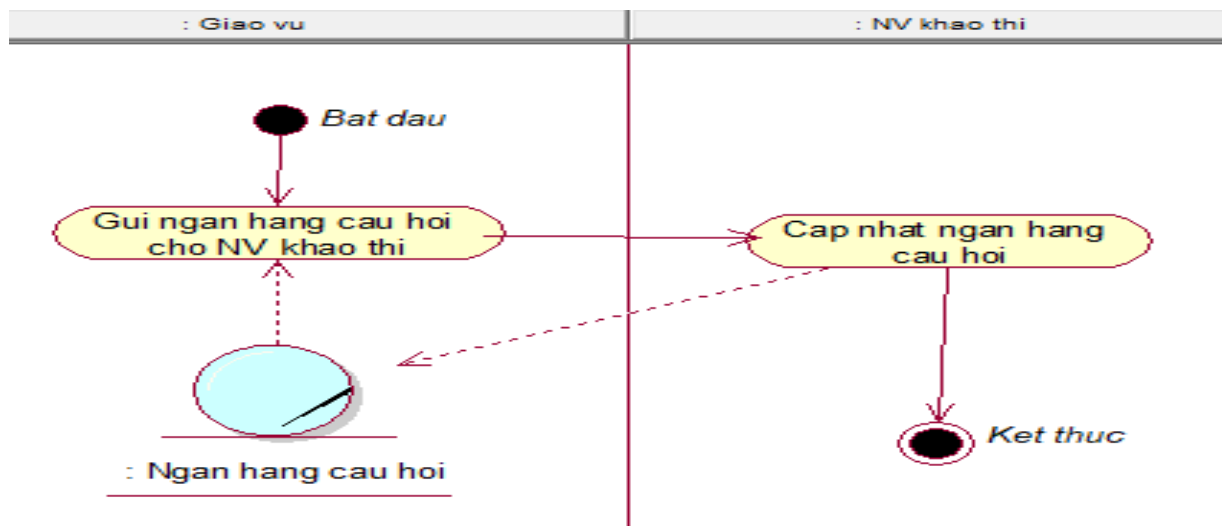 : Giao vu
: NV khao thi
Bat dau
Gui ngan hang cau hoi
cho NV khao thi
Cap nhat ngan hang
cau hoi
Ket thuc
: Ngan hang cau hoi